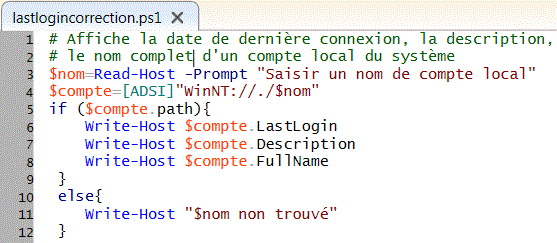 lastlogincorrection.ps1
1 # Affiche la date de dernière connexion, la description,
2 # le nom complet d'un compte local du système
3 $nom=Read-Host -Prompt "Saisir un nom de compte local"
4 $compte=[ADSI]"WinNT://./$nom"
5 if ($compte.path){
6 Write-Host $compte.LastLogin
7 Write-Host $compte.Description
8 Write-Host $compte.FullName
9 }
10 else{
11 Write-Host "$nom non trouvé"
12 }